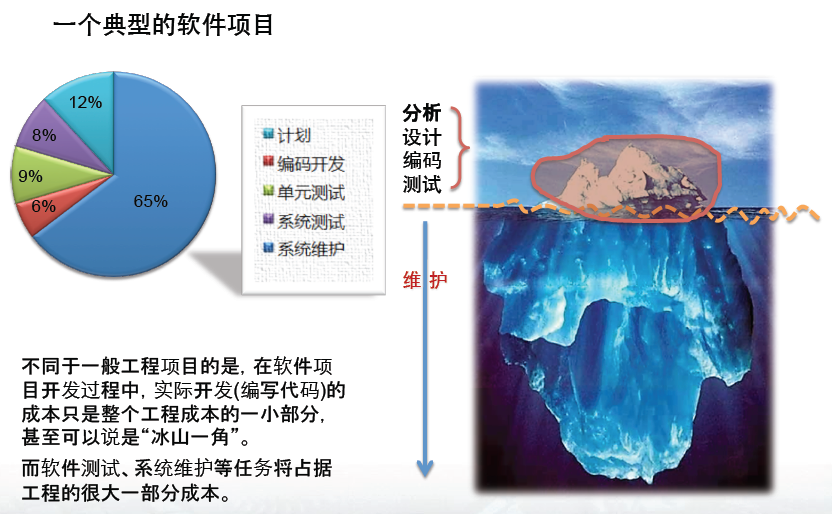 一个典型的软件项目
12%
8%
9%
6%
65%
计划
编码开发
单元测试
系统测试
系统维护
分析
设计
编码
测试
维护
不同于一般工程项目的是, 在软件项
目开发过程中, 实际开发(编写代码)的
成本只是整个工程成本的一小部分,
甚至可以说是“冰山一角”。
而软件测试、系统维护等任务将占据
工程的很大一部分成本。